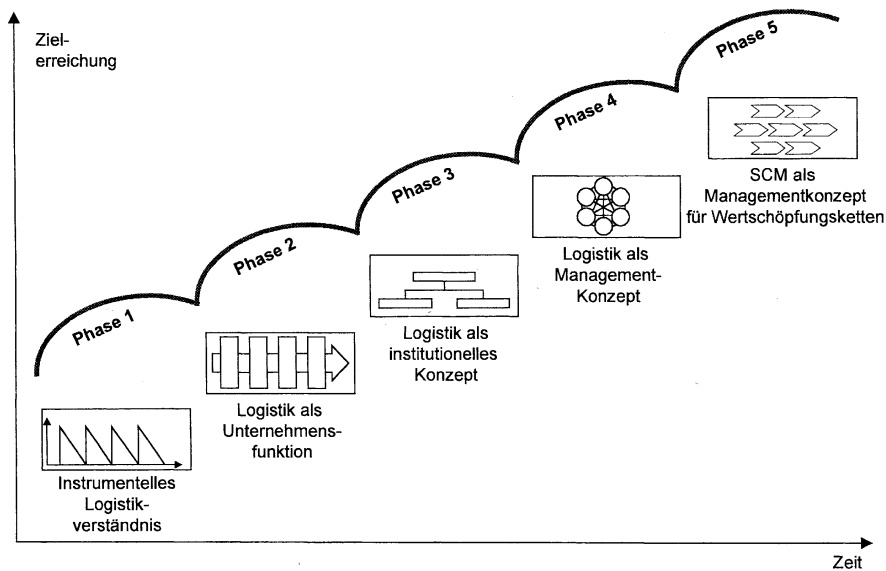 Ziel-
erreichung
Phase 1
Phase 2
Phase 3
Phase 4
Phase 5
Instrumentelles
Logistik-
verständnis
Logistik als
Unternehmens-
funktion
Logistik als
institutionelles
Konzept
Logistik als
Management-
Konzept
SCM als
Managementkonzept
für Wertschöpfungsketten
Zeit